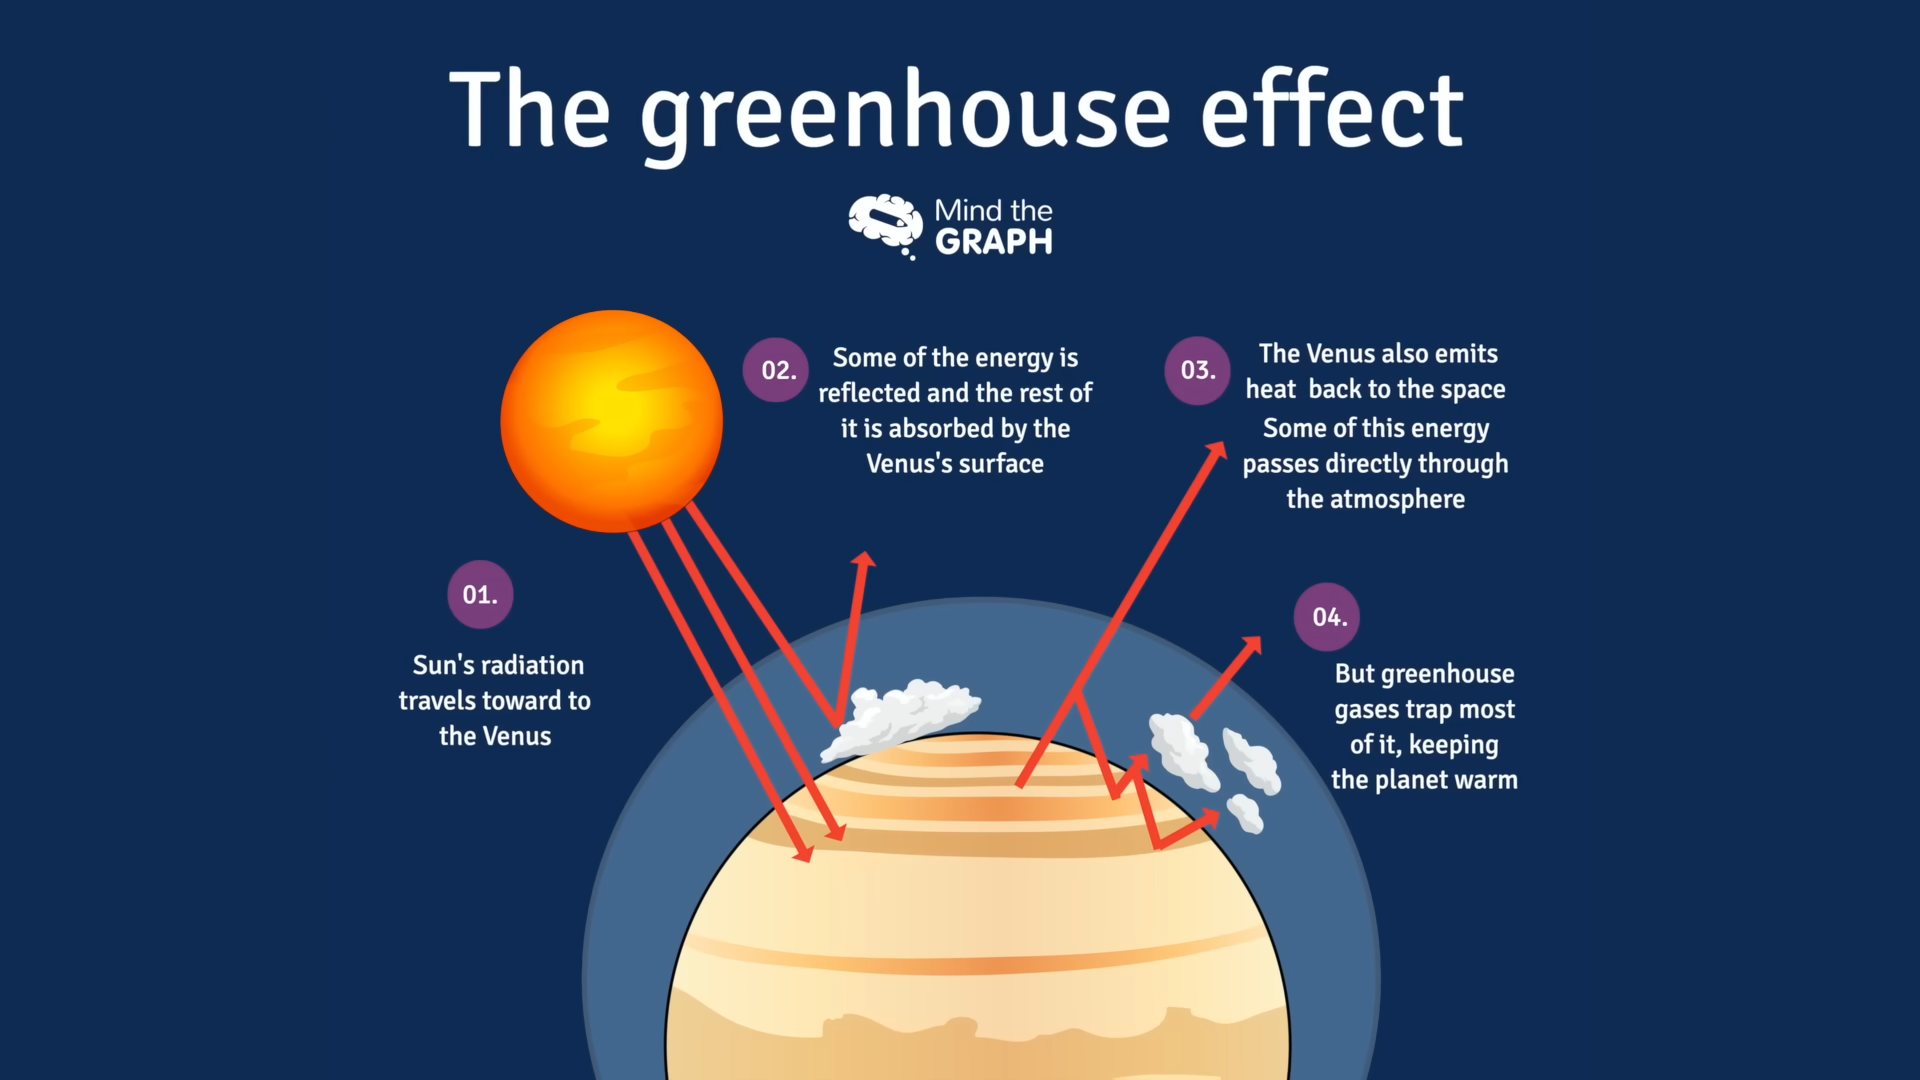 The greenhouse effect
Mind the
GRAPH
01.
Sun's radiation
travels toward to
the Venus
02.
Some of the energy is
reflected and the rest of
it is absorbed by the
Venus's surface
03.
The Venus also emits
heat  back to the space
Some of this energy
passes directly through
the atmosphere
04.
But greenhouse
gases trap most
of it, keeping
the planet warm